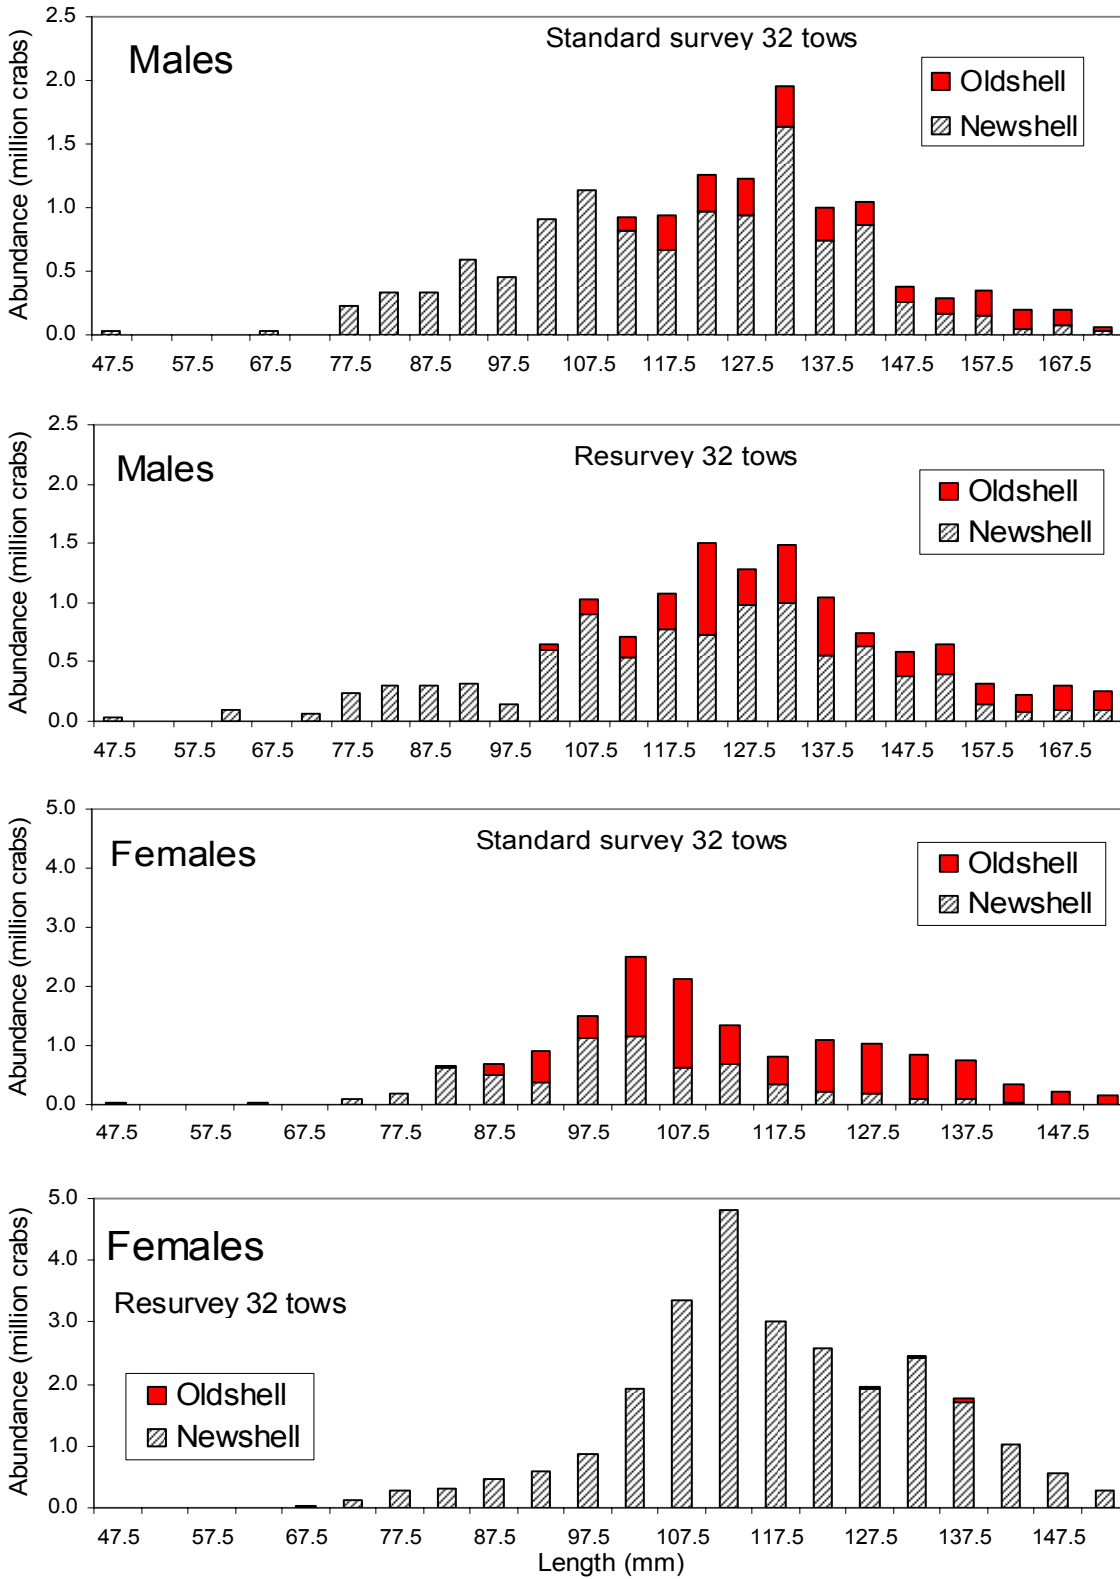 Males
Standard survey 32 tows
Oldshell
Newshell
Abundance (million crabs)
2.5
2.0
1.5
1.0
0.5
0.0
47.5 57.5 67.5 77.5 87.5 97.5 107.5 117.5 127.5 137.5 147.5 157.5 167.5
Males
Resurvey 32 tows
Oldshell
Newshell
Abundance (million crabs)
2.5
2.0
1.5
1.0
0.5
0.0
47.5 57.5 67.5 77.5 87.5 97.5 107.5 117.5 127.5 137.5 147.5 157.5 167.5
Females
Standard survey 32 tows
Oldshell
Newshell
Abundance (million crabs)
5.0
4.0
3.0
2.0
1.0
0.0
47.5 57.5 67.5 77.5 87.5 97.5 107.5 117.5 127.5 137.5 147.5
Females
Resurvey 32 tows
Oldshell
Newshell
Abundance (million crabs)
5.0
4.0
3.0
2.0
1.0
0.0
47.5 57.5 67.5 77.5 87.5 97.5 107.5 117.5 127.5 137.5 147.5
Length (mm)